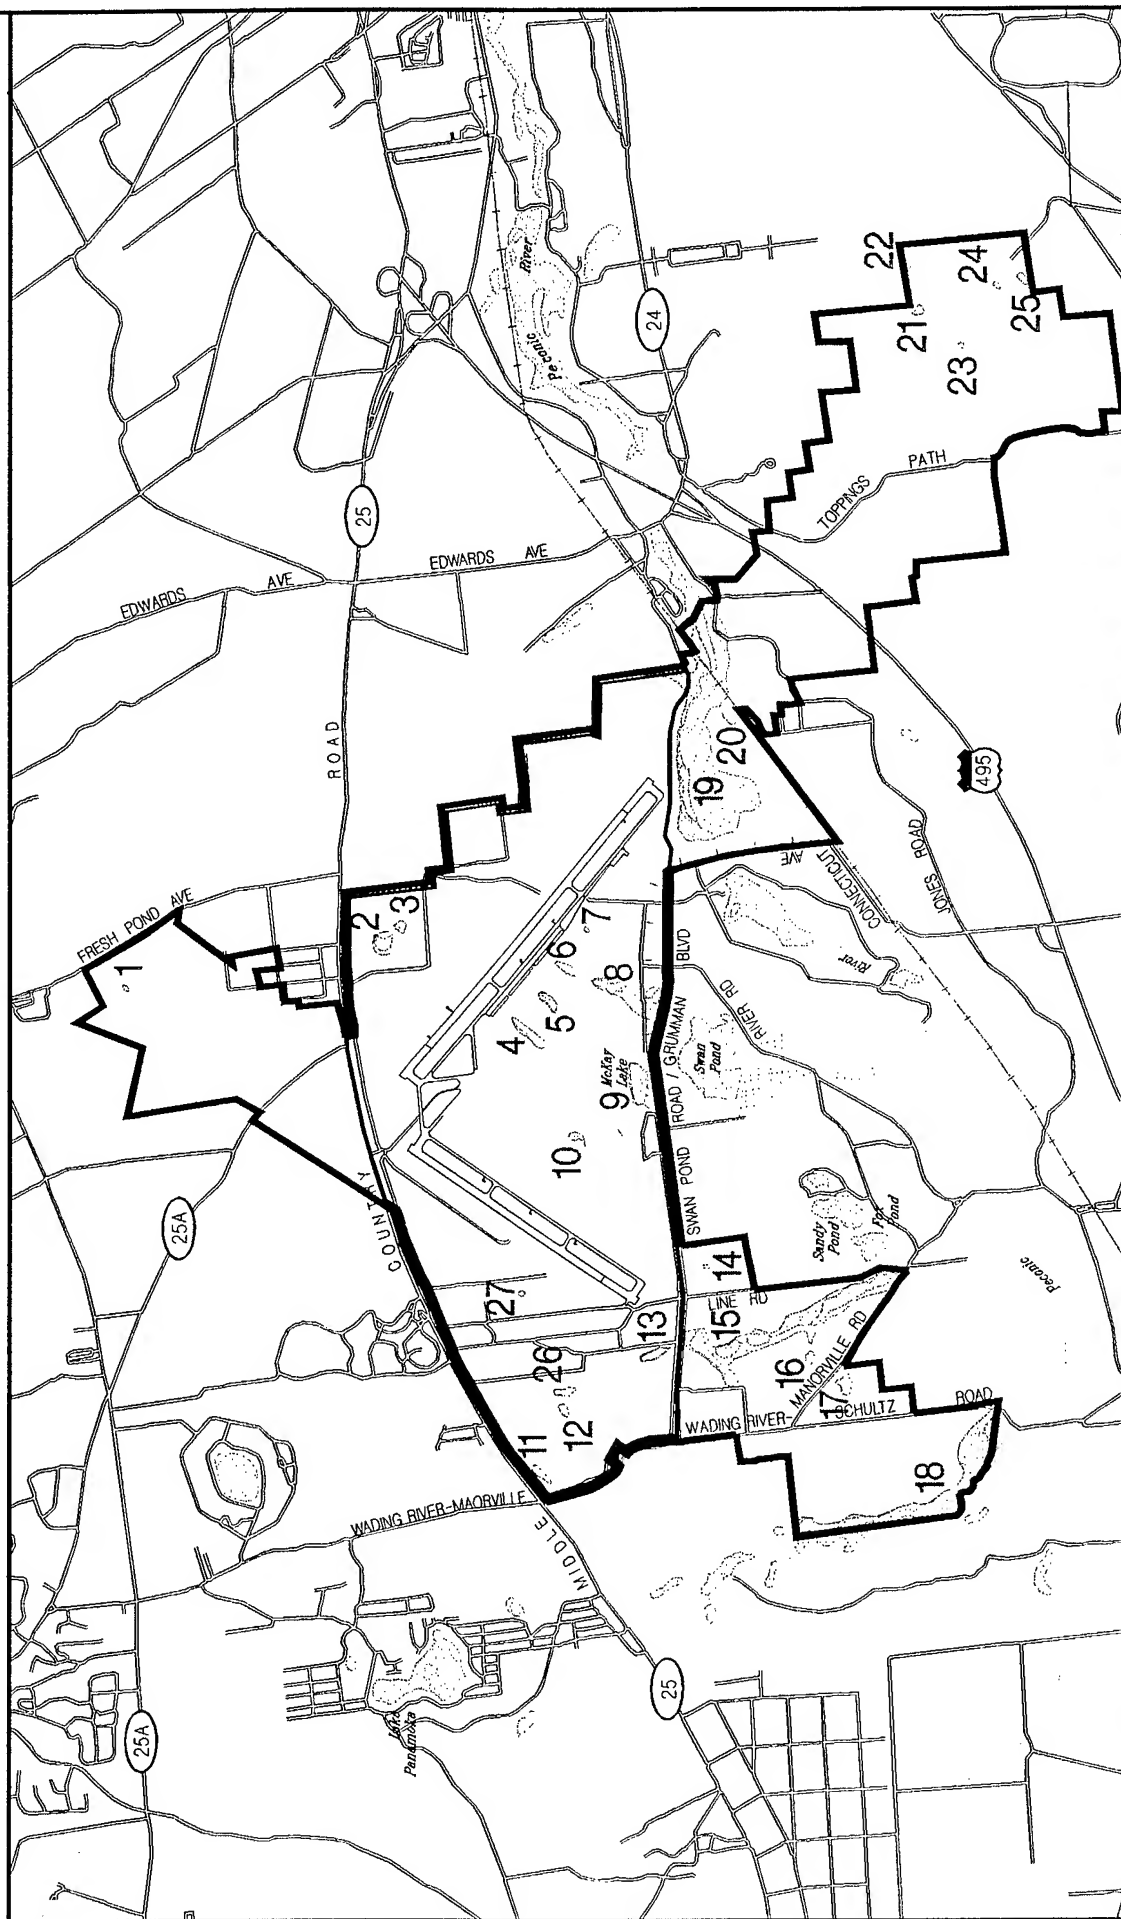 25A
25A
WADING RIVER-MAORVILLE
Lake
Panamoka
MIDDLE
COUNTRY
ROAD
25
25
FRESH POND AVE
EDWARDS AVE
EDWARDS AVE
Peconic River
24
1
2
3
4
5
6
7
8
9
McKay
Lake
10
11
12
26
27
13
14
15
16
17
18
19
20
21
22
23
24
25
SWAN POND ROAD / GRUMMAN BLVD
Swan
Pond
RIVER RD
River
CONNECTICUT AVE
JONES ROAD
495
TOPPINGS PATH
LINE RD
Sandy
Pond
Fox
Pond
Peconic
WADING RIVER-MANORVILLE RD
SCHULTZ ROAD